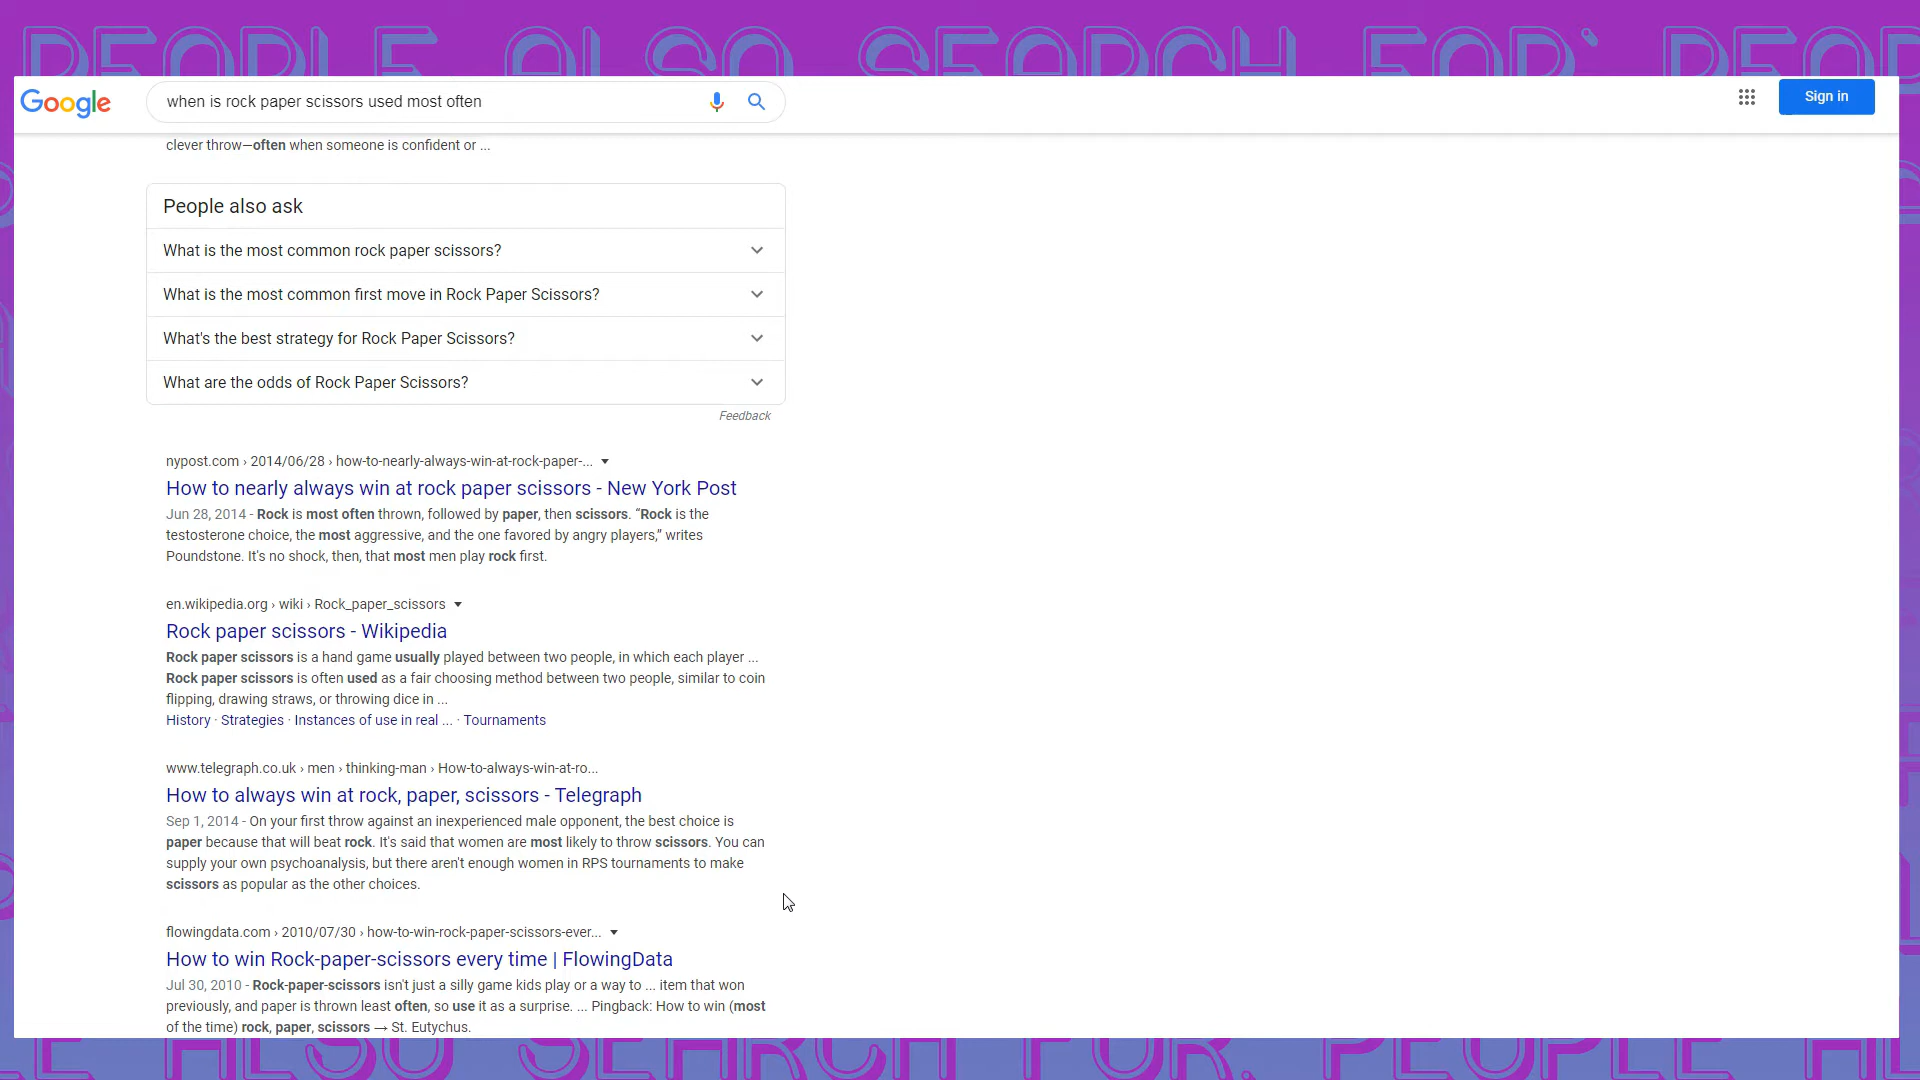 PEOPLE ALSO SEARCH FOR: PEO
Google
when is rock paper scissors used most often
Sign in
clever throw—often when someone is confident or ...
People also ask
What is the most common rock paper scissors?
What is the most common first move in Rock Paper Scissors?
What's the best strategy for Rock Paper Scissors?
What are the odds of Rock Paper Scissors?
Feedback
nypost.com › 2014/06/28 › how-to-nearly-always-win-at-rock-paper-...
How to nearly always win at rock paper scissors - New York Post
Jun 28, 2014 - Rock is most often thrown, followed by paper, then scissors. “Rock is the
testosterone choice, the most aggressive, and the one favored by angry players,” writes
Poundstone. It's no shock, then, that most men play rock first.
en.wikipedia.org › wiki › Rock_paper_scissors
Rock paper scissors - Wikipedia
Rock paper scissors is a hand game usually played between two people, in which each player ...
Rock paper scissors is often used as a fair choosing method between two people, similar to coin
flipping, drawing straws, or throwing dice in ...
History · Strategies · Instances of use in real ... · Tournaments
www.telegraph.co.uk › men › thinking-man › How-to-always-win-at-ro...
How to always win at rock, paper, scissors - Telegraph
Sep 1, 2014 - On your first throw against an inexperienced male opponent, the best choice is
paper because that will beat rock. It's said that women are most likely to throw scissors. You can
supply your own psychoanalysis, but there aren't enough women in RPS tournaments to make
scissors as popular as the other choices.
flowingdata.com › 2010/07/30 › how-to-win-rock-paper-scissors-ever...
How to win Rock-paper-scissors every time | FlowingData
Jul 30, 2010 - Rock-paper-scissors isn't just a silly game kids play or a way to ... item that won
previously, and paper is thrown least often, so use it as a surprise. ... Pingback: How to win (most
of the time) rock, paper, scissors → St. Eutychus.
LE ALSO SEARCH FOR: PEOPLE AL